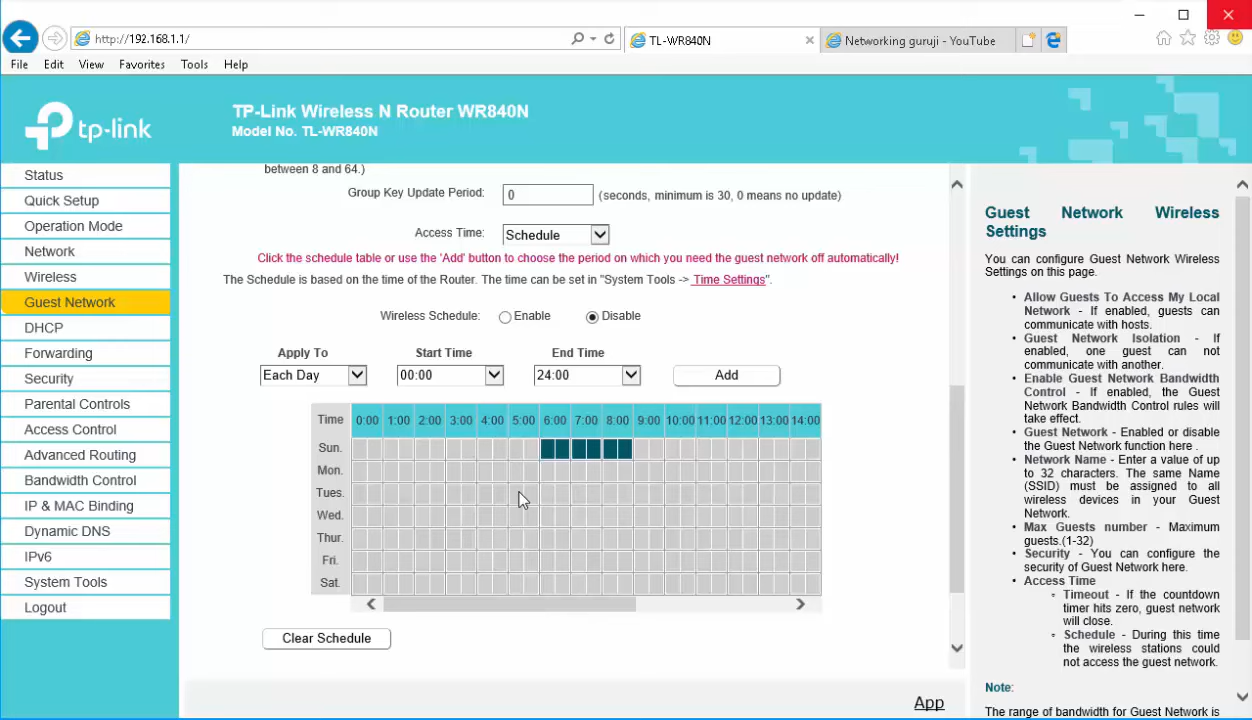 http://192.168.1.1/
TL-WR840N
Networking guruji - YouTube
File Edit View Favorites Tools Help
tp-link
TP-Link Wireless N Router WR840N
Model No. TL-WR840N
Status
Quick Setup
Operation Mode
Network
Wireless
Guest Network
DHCP
Forwarding
Security
Parental Controls
Access Control
Advanced Routing
Bandwidth Control
IP & MAC Binding
Dynamic DNS
IPv6
System Tools
Logout
between 8 and 64.)
Group Key Update Period: 0 (seconds, minimum is 30, 0 means no update)
Access Time: Schedule
Click the schedule table or use the 'Add' button to choose the period on which you need the guest network off automatically!
The Schedule is based on the time of the Router. The time can be set in "System Tools -> Time Settings".
Wireless Schedule: Enable Disable
Apply To Start Time End Time
Each Day 00:00 24:00 Add
Time 0:00 1:00 2:00 3:00 4:00 5:00 6:00 7:00 8:00 9:00 10:00 11:00 12:00 13:00 14:00
Sun.
Mon.
Tues.
Wed.
Thur.
Fri.
Sat.
Clear Schedule
App
Guest Network Wireless
Settings
You can configure Guest Network Wireless
Settings on this page.
• Allow Guests To Access My Local
Network - If enabled, guests can
communicate with hosts.
• Guest Network Isolation - If
enabled, one guest can not
communicate with another.
• Enable Guest Network Bandwidth
Control - If enabled, the Guest
Network Bandwidth Control rules will
take effect.
• Guest Network - Enabled or disable
the Guest Network function here .
• Network Name - Enter a value of up
to 32 characters. The same Name
(SSID) must be assigned to all
wireless devices in your Guest
Network.
• Max Guests number - Maximum
guests.(1-32)
• Security - You can configure the
security of Guest Network here.
• Access Time
Timeout - If the countdown
timer hits zero, guest network
will close.
Schedule - During this time
the wireless stations could
not access the guest network.
Note:
The range of bandwidth for Guest Network is